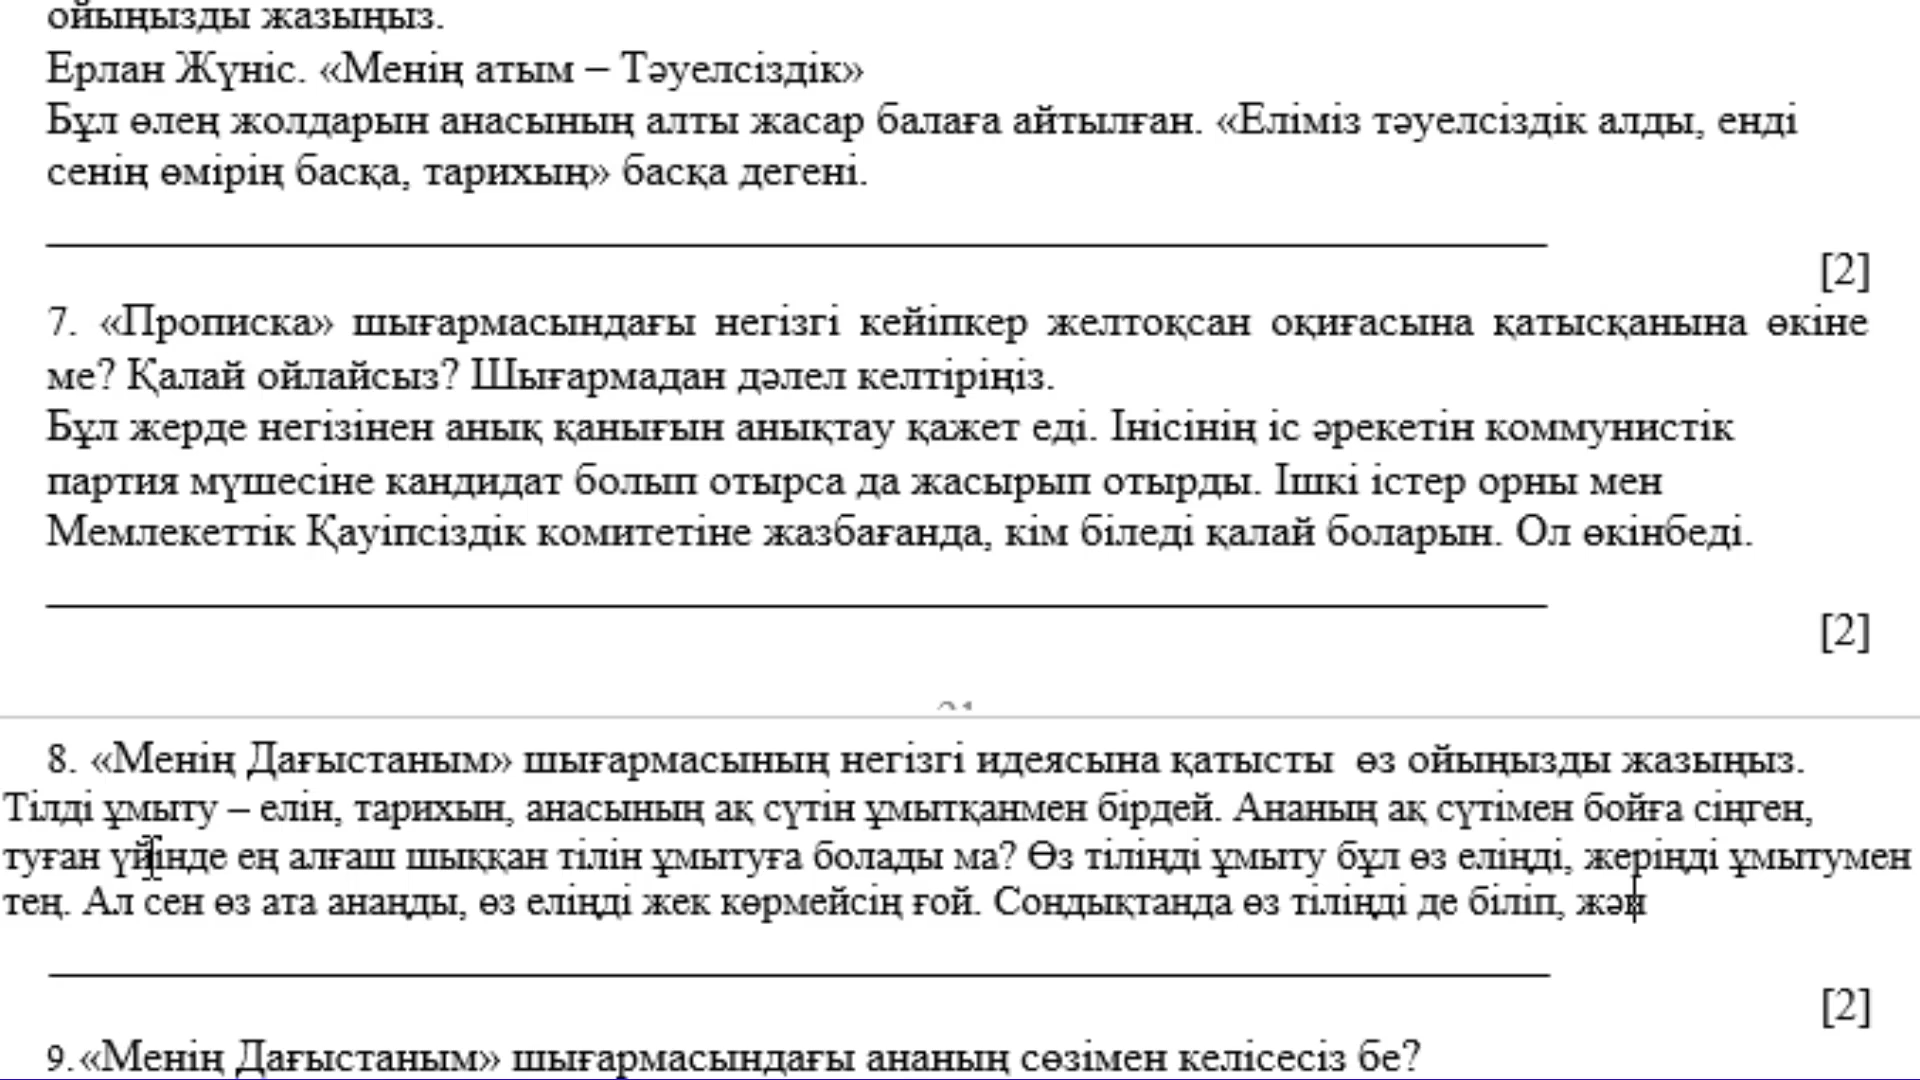 ойыңызды жазыңыз.
Ерлан Жүніс. «Менің атым – Тәуелсіздік»
Бұл өлең жолдарын анасының алты жасар балаға айтылған. «Еліміз тәуелсіздік алды, енді
сенің өмірің басқа, тарихың» басқа дегені.
[2]
7. «Прописка» шығармасындағы негізгі кейіпкер желтоқсан оқиғасына қатысқанына өкіне
ме? Қалай ойлайсыз? Шығармадан дәлел келтіріңіз.
Бұл жерде негізінен анық қанығын анықтау қажет еді. Інісінің іс әрекетін коммунистік
партия мүшесіне кандидат болып отырса да жасырып отырды. Ішкі істер орны мен
Мемлекеттік Қауіпсіздік комитетіне жазбағанда, кім біледі қалай боларын. Ол өкінбеді.
[2]
8. «Менің Дағыстаным» шығармасының негізгі идеясына қатысты өз ойыңызды жазыңыз.
Тілді ұмыту – елін, тарихын, анасының ақ сүтін ұмытқанмен бірдей. Ананың ақ сүтімен бойға сіңген,
туған үйінде ең алғаш шыққан тілін ұмытуға болады ма? Өз тіліңді ұмыту бұл өз еліңді, жеріңді ұмытумен
тең. Ал сен өз ата анаңды, өз еліңді жек көрмейсің ғой. Сондықтанда өз тіліңді де біліп, жән
[2]
9.«Менің Дағыстаным» шығармасындағы ананың сөзімен келісесіз бе?